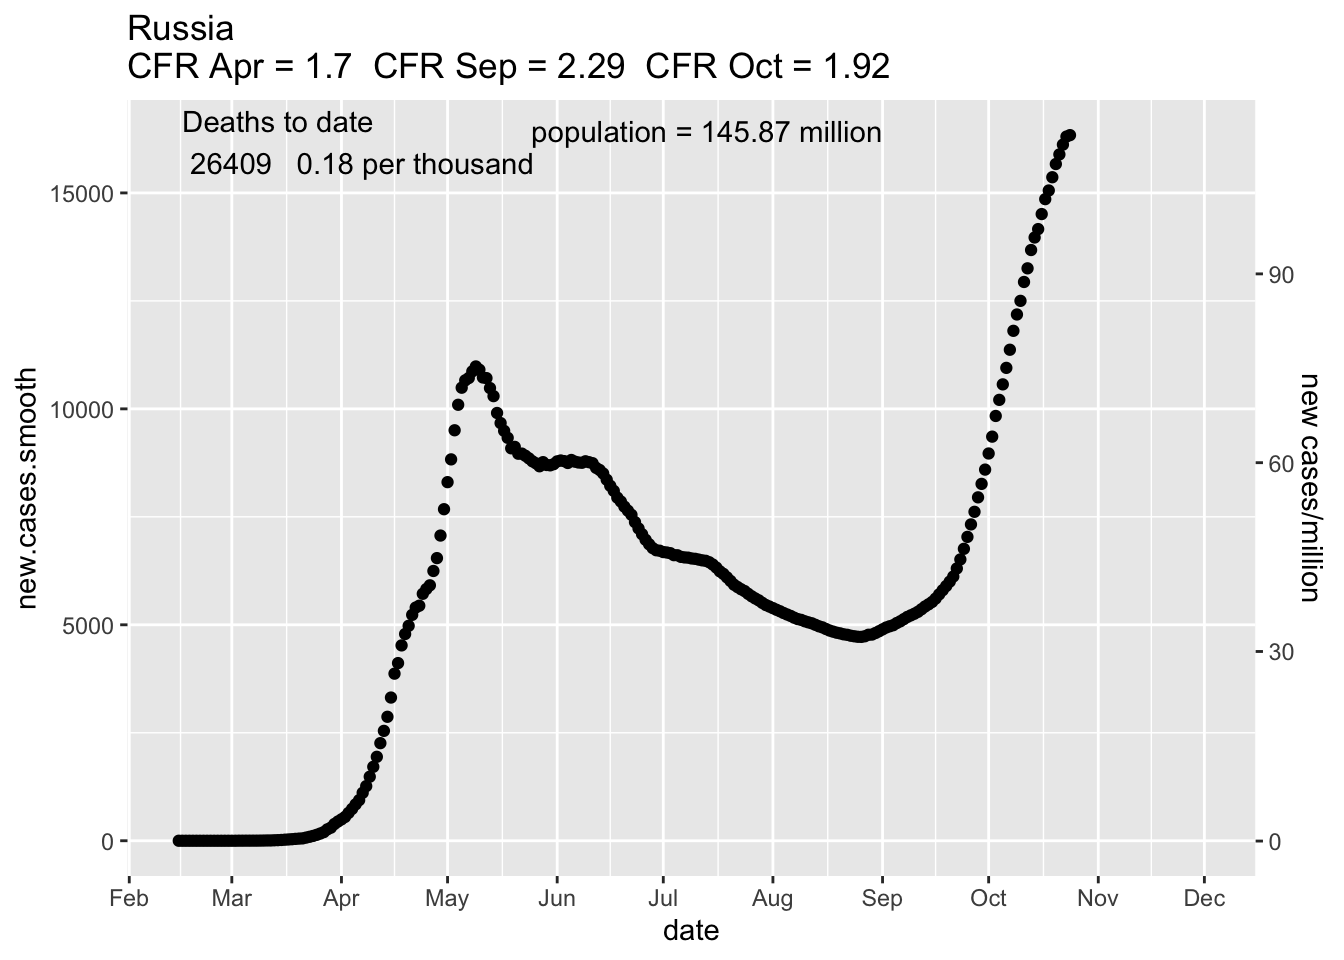 Russia
CFR Apr = 1.7  CFR Sep = 2.29  CFR Oct = 1.92
Deaths to date
population = 145.87 million
26409   0.18 per thousand
15000
10000
5000
0
new.cases.smooth
90
60
30
0
new cases/million
Feb Mar Apr May Jun Jul Aug Sep Oct Nov Dec
date